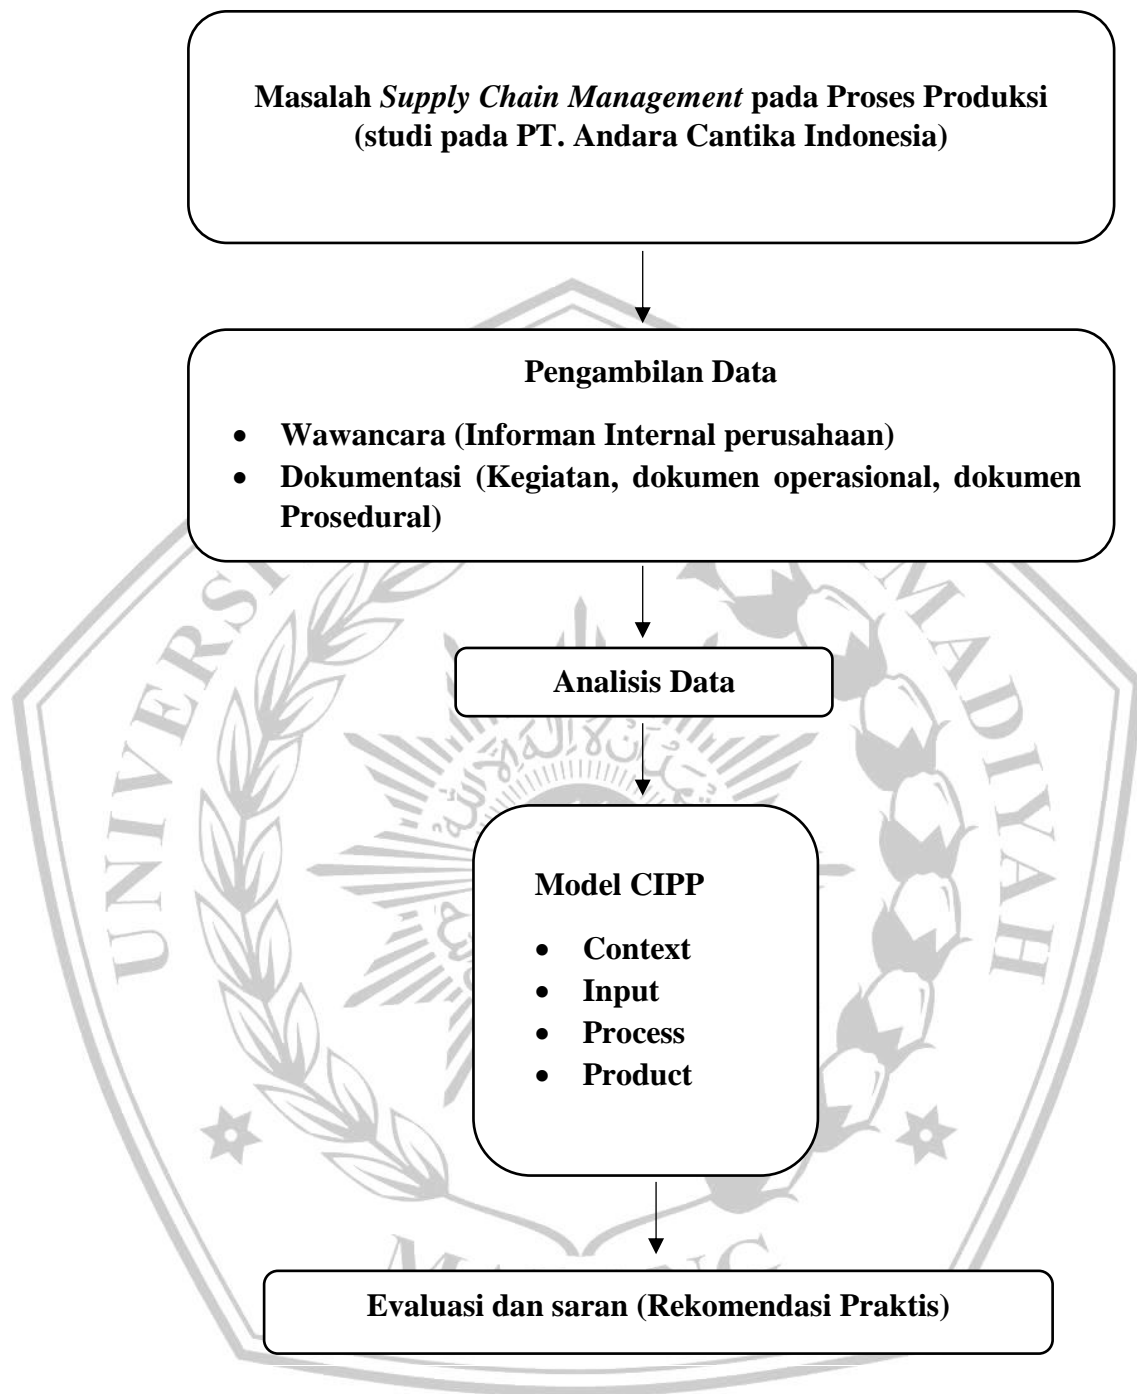 Masalah Supply Chain Management pada Proses Produksi
(studi pada PT. Andara Cantika Indonesia)
Pengambilan Data
• Wawancara (Informan Internal perusahaan)
• Dokumentasi (Kegiatan, dokumen operasional, dokumen
Prosedural)
Analisis Data
Model CIPP
• Context
• Input
• Process
• Product
Evaluasi dan saran (Rekomendasi Praktis)